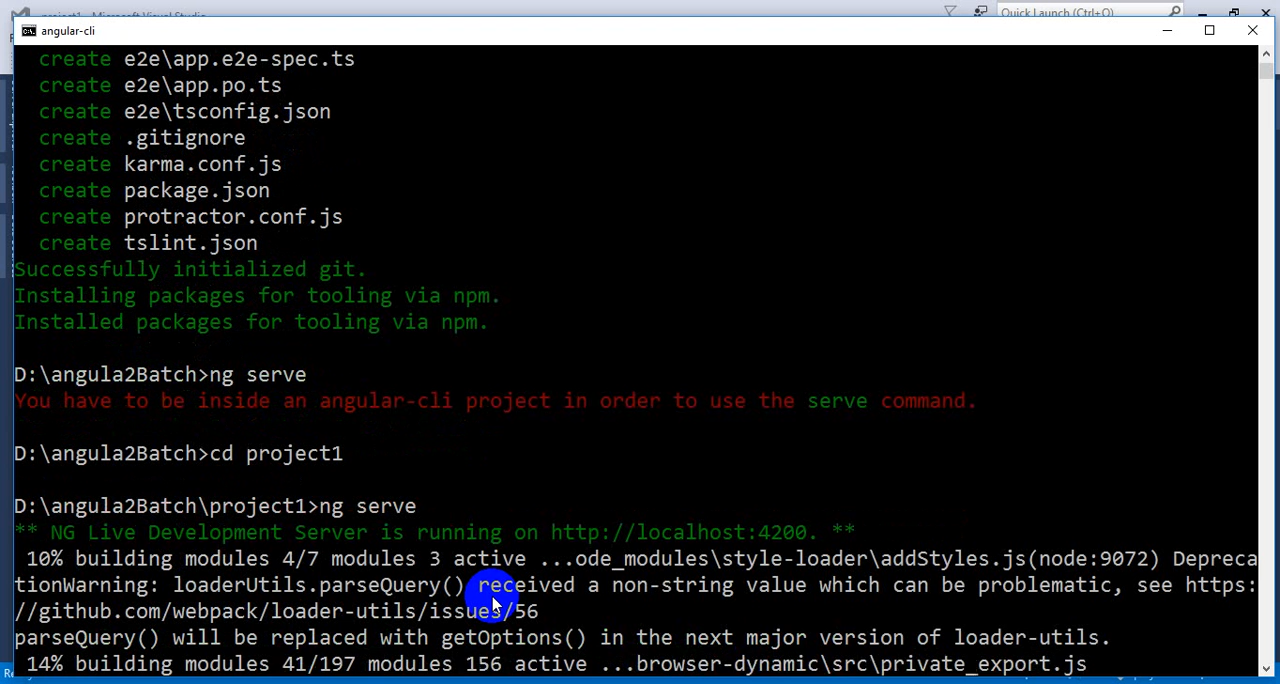 project1 - Microsoft Visual Studio
Quick Launch (Ctrl+Q)
angular-cli
create e2e\app.e2e-spec.ts
create e2e\app.po.ts
create e2e\tsconfig.json
create .gitignore
create karma.conf.js
create package.json
create protractor.conf.js
create tslint.json
Successfully initialized git.
Installing packages for tooling via npm.
Installed packages for tooling via npm.
D:\angula2Batch>ng serve
You have to be inside an angular-cli project in order to use the serve command.
D:\angula2Batch>cd project1
D:\angula2Batch\project1>ng serve
** NG Live Development Server is running on http://localhost:4200. **
10% building modules 4/7 modules 3 active ...ode_modules\style-loader\addStyles.js(node:9072) Depreca
tionWarning: loaderUtils.parseQuery() received a non-string value which can be problematic, see https:
//github.com/webpack/loader-utils/issues/56
parseQuery() will be replaced with getOptions() in the next major version of loader-utils.
14% building modules 41/197 modules 156 active ...browser-dynamic\src\private_export.js